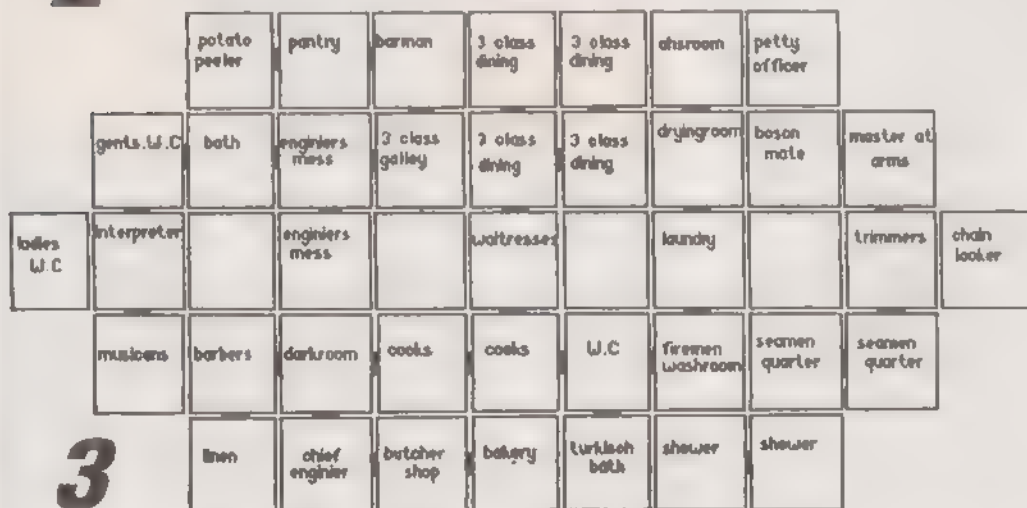 potato
peeler
pantry
barman
3 class
dining
3 class
dining
petty
officer
gents.W.C
bath
enginiers
mess
3 class
galley
3 class
dining
3 class
dining
dryingroom
boson
mate
master at
arms
ladies
W.C
interpreter
enginiers
mess
waitresses
laundry
trimmers
chain
looker
musicans
barbers
darkroom
cooks
cooks
W.C
firemen
washroom
seamen
quarter
seamen
quarter
3
linen
chief
enginier
butcher
shop
bakery
turkisch
bath
shower
shower